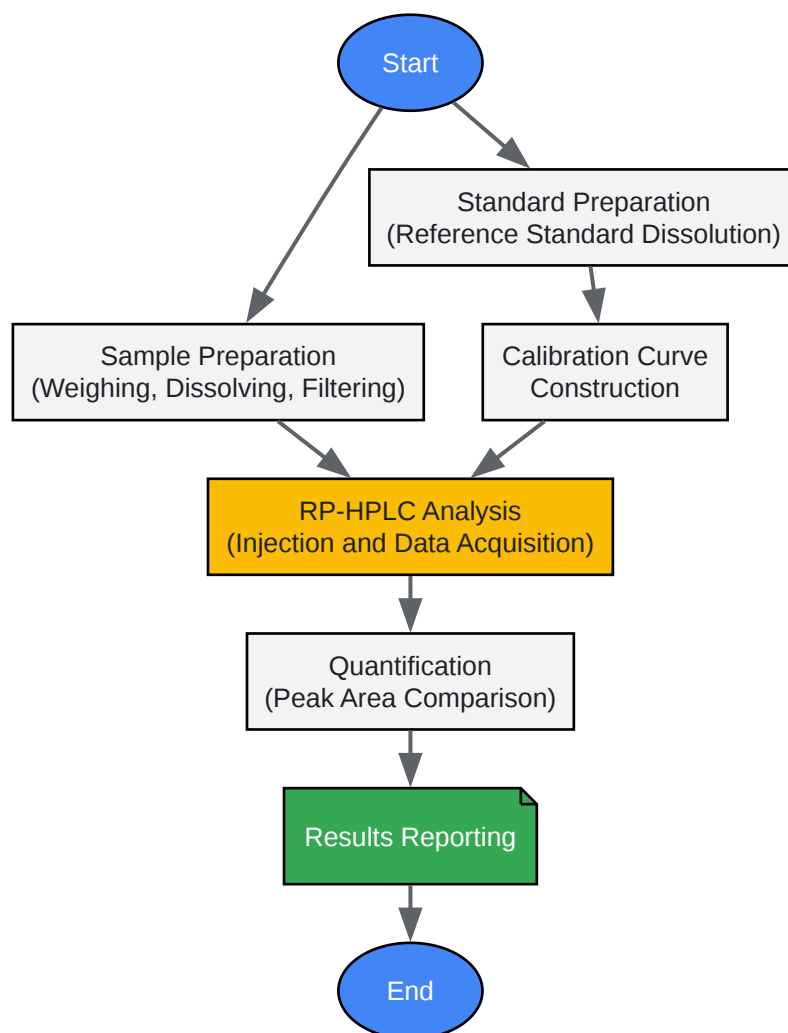 Start
Standard Preparation
(Reference Standard Dissolution)
Sample Preparation
(Weighing, Dissolving, Filtering)
Calibration Curve
Construction
RP-HPLC Analysis
(Injection and Data Acquisition)
Quantification
(Peak Area Comparison)
Results Reporting
End